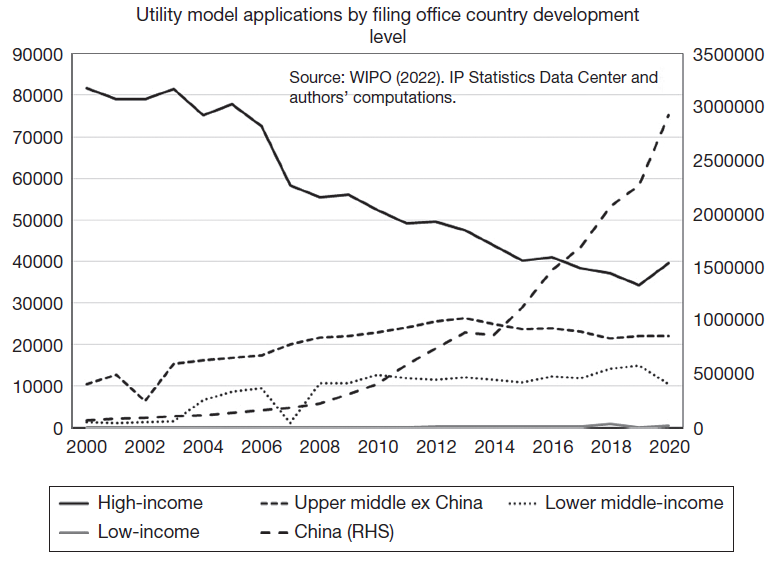 Utility model applications by filing office country development
level
90000
80000
70000
60000
50000
40000
30000
20000
10000
0
Source: WIPO (2022). IP Statistics Data Center and
authors’ computations.
3500000
3000000
2500000
2000000
1500000
1000000
500000
0
2000 2002 2004 2006 2008 2010 2012 2014 2016 2018 2020
High-income Upper middle ex China Lower middle-income
Low-income China (RHS)